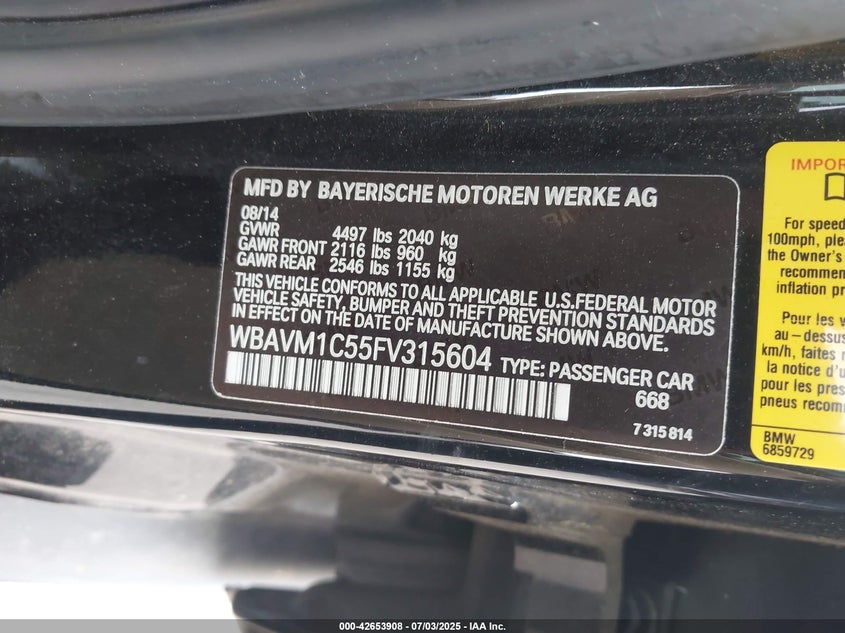 MFD BY BAYERISCHE MOTOREN WERKE AG
08/14
GVWR 4497 lbs 2040 kg
GAWR FRONT 2116 lbs 960 kg
GAWR REAR 2546 lbs 1155 kg
THIS VEHICLE CONFORMS TO ALL APPLICABLE U.S.FEDERAL MOTOR
VEHICLE SAFETY, BUMPER AND THEFT PREVENTION STANDARDS
IN EFFECT ON THE DATE OF MANUFACTURE SHOWN ABOVE.
WBAVM1C55FV315604 TYPE: PASSENGER CAR
668
7 315 814
For speed
100mph, ple
the Owner's
recommen
inflation pr
Pour les v
au-dessus
km/h, faites r
la notice d'u
pour les pres
pneus recom
BMW
6859729
000-42653908 - 07/03/2025 - IAA Inc.